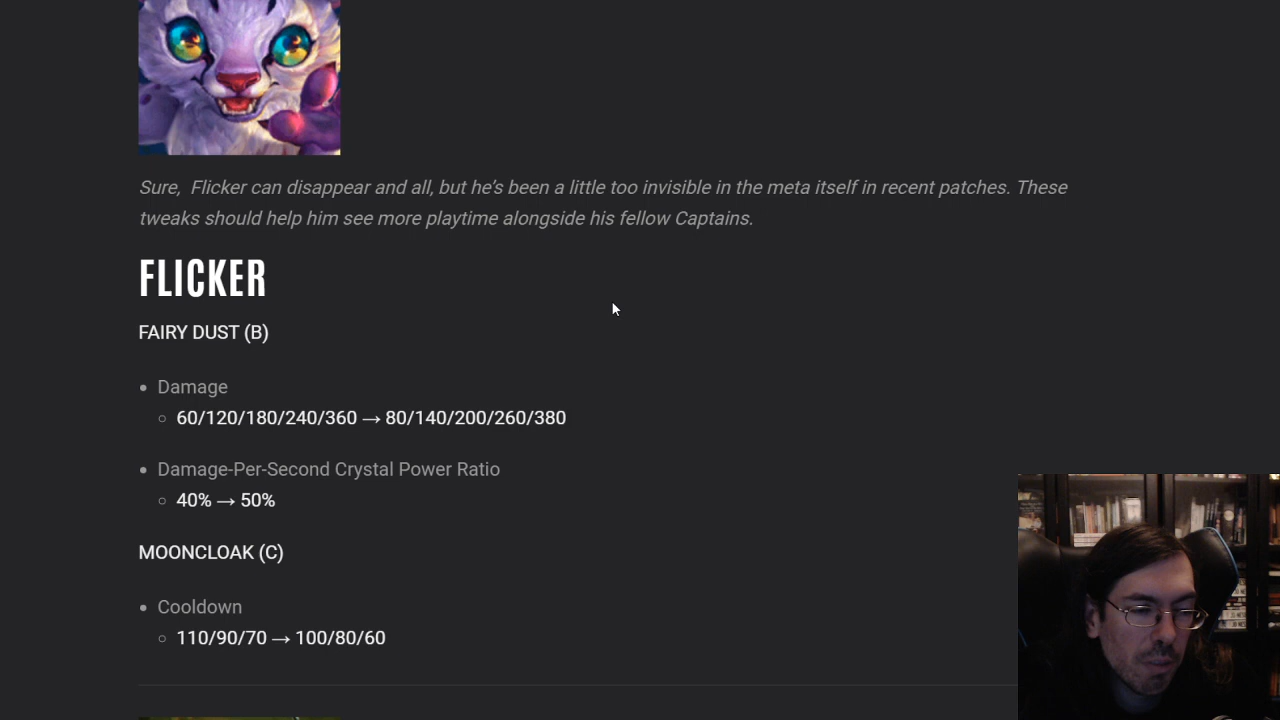 Sure,  Flicker can disappear and all, but he's been a little too invisible in the meta itself in recent patches. These
tweaks should help him see more playtime alongside his fellow Captains.
FLICKER
FAIRY DUST (B)
• Damage
○ 60/120/180/240/360 → 80/140/200/260/380
• Damage-Per-Second Crystal Power Ratio
○ 40% → 50%
MOONCLOAK (C)
• Cooldown
○ 110/90/70 → 100/80/60